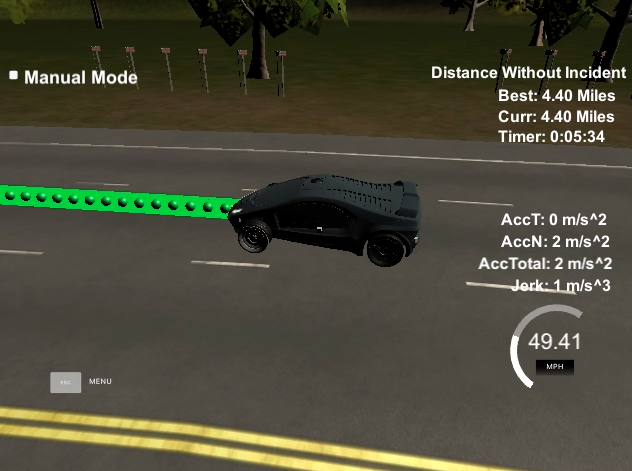 Manual Mode
Distance Without Incident
Best: 4.40 Miles
Curr: 4.40 Miles
Timer: 0:05:34
AccT: 0 m/s^2
AccN: 2 m/s^2
AccTotal: 2 m/s^2
Jerk: 1 m/s^3
49.41
MPH
ESC MENU